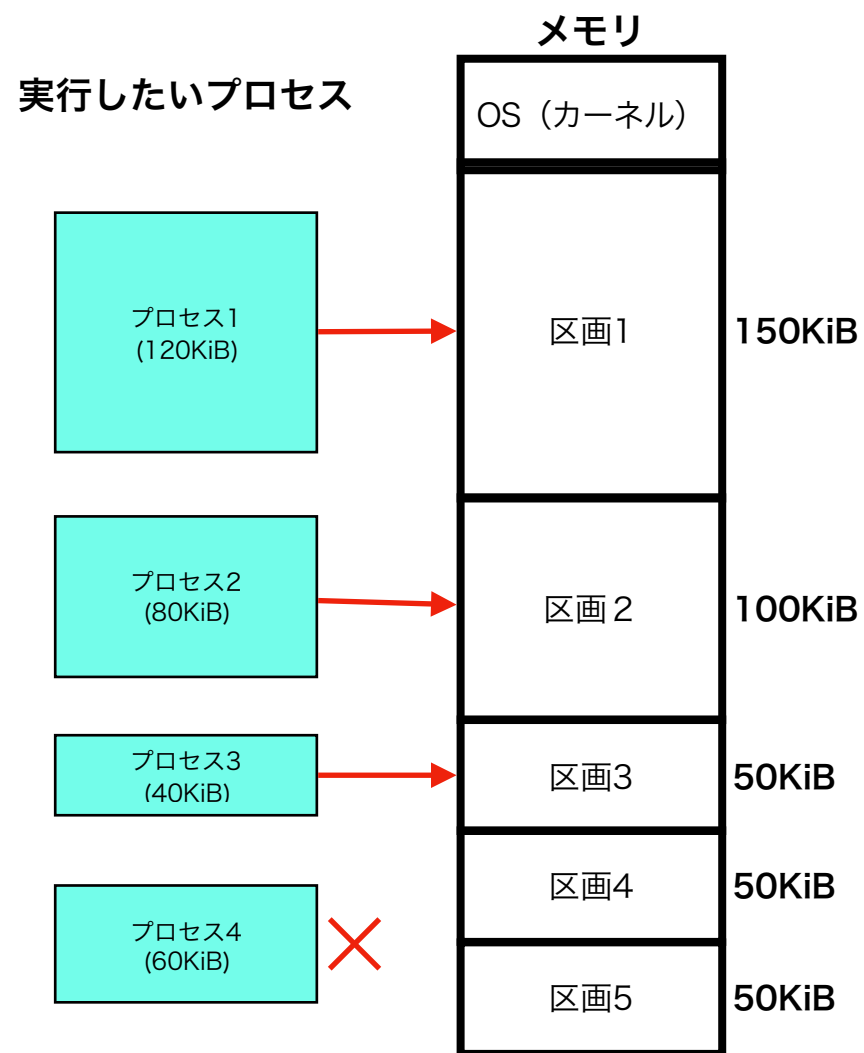 メモリ
実行したいプロセス
OS（カーネル）
プロセス1
(120KiB)
区画1
150KiB
プロセス2
(80KiB)
区画２
100KiB
プロセス3
(40KiB)
区画3
50KiB
区画4
50KiB
プロセス4
(60KiB)
区画5
50KiB